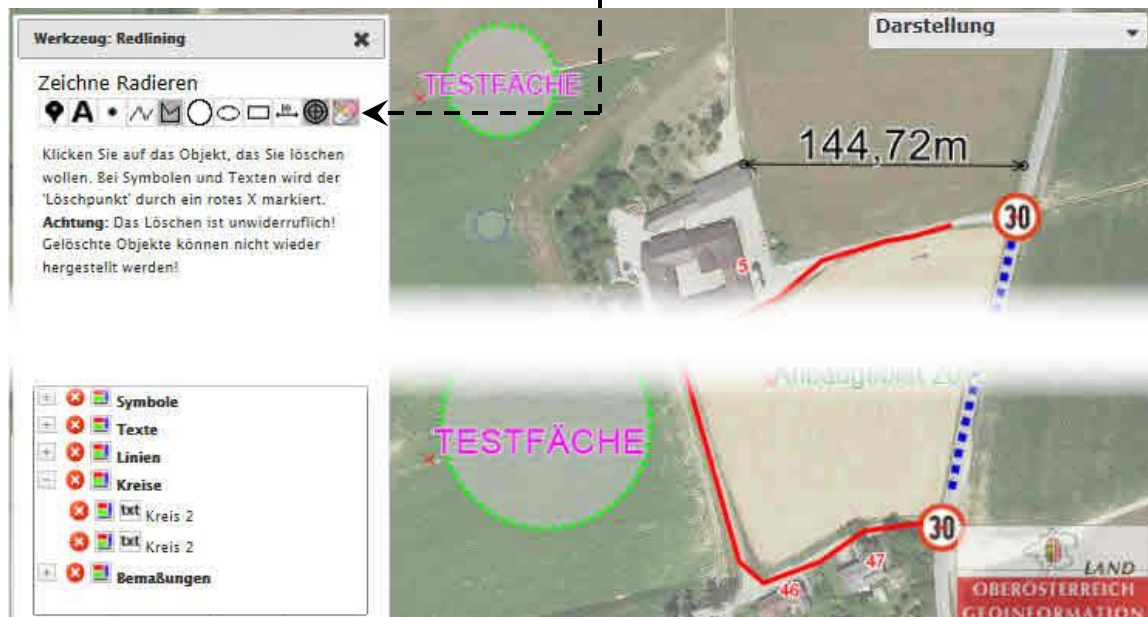 Werkzeug: Redlining
Zeichne Radieren
A
Klicken Sie auf das Objekt, das Sie löschen
wollen. Bei Symbolen und Texten wird der
'Löschpunkt' durch ein rotes X markiert.
Achtung: Das Löschen ist unwiderruflich!
Gelöschte Objekte können nicht wieder
hergestellt werden!
Symbole
Texte
Linien
Kreise
txt Kreis 2
txt Kreis 2
Bemaßungen
Darstellung
TESTFÄCHE
144,72m
30
5
TESTFÄCHE
30
47
46
LAND
OBERÖSTERREICH
GEOINFORMATION